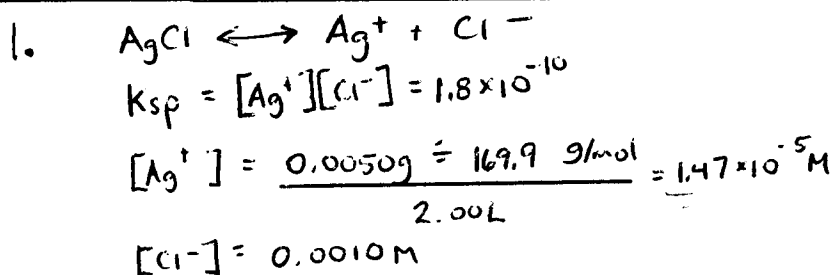 1. AgCl ⟷ Ag⁺ + Cl⁻
Ksp = [Ag⁺][Cl⁻] = 1.8×10⁻¹⁰
[Ag⁺] = 0.0050g ÷ 169.9 g/mol = 1.47×10⁻⁵M
2.00L
[Cl⁻] = 0.0010M